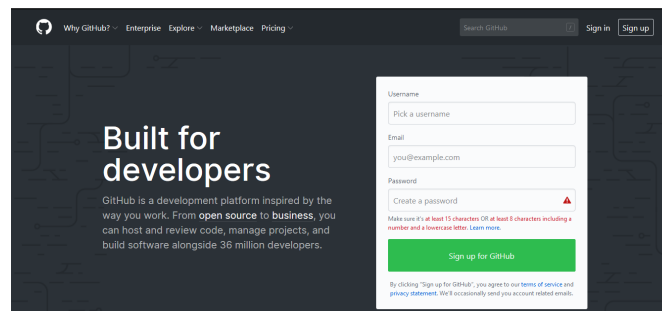 Why GitHub? Enterprise Explore Marketplace Pricing Search GitHub / Sign in Sign up
Built for
developers
GitHub is a development platform inspired by the
way you work. From open source to business, you
can host and review code, manage projects, and
build software alongside 36 million developers.
Username
Pick a username
Email
you@example.com
Password
Create a password
Make sure it's at least 15 characters OR at least 8 characters including a
number and a lowercase letter. Learn more.
Sign up for GitHub
By clicking "Sign up for GitHub", you agree to our terms of service and
privacy statement. We'll occasionally send you account related emails.